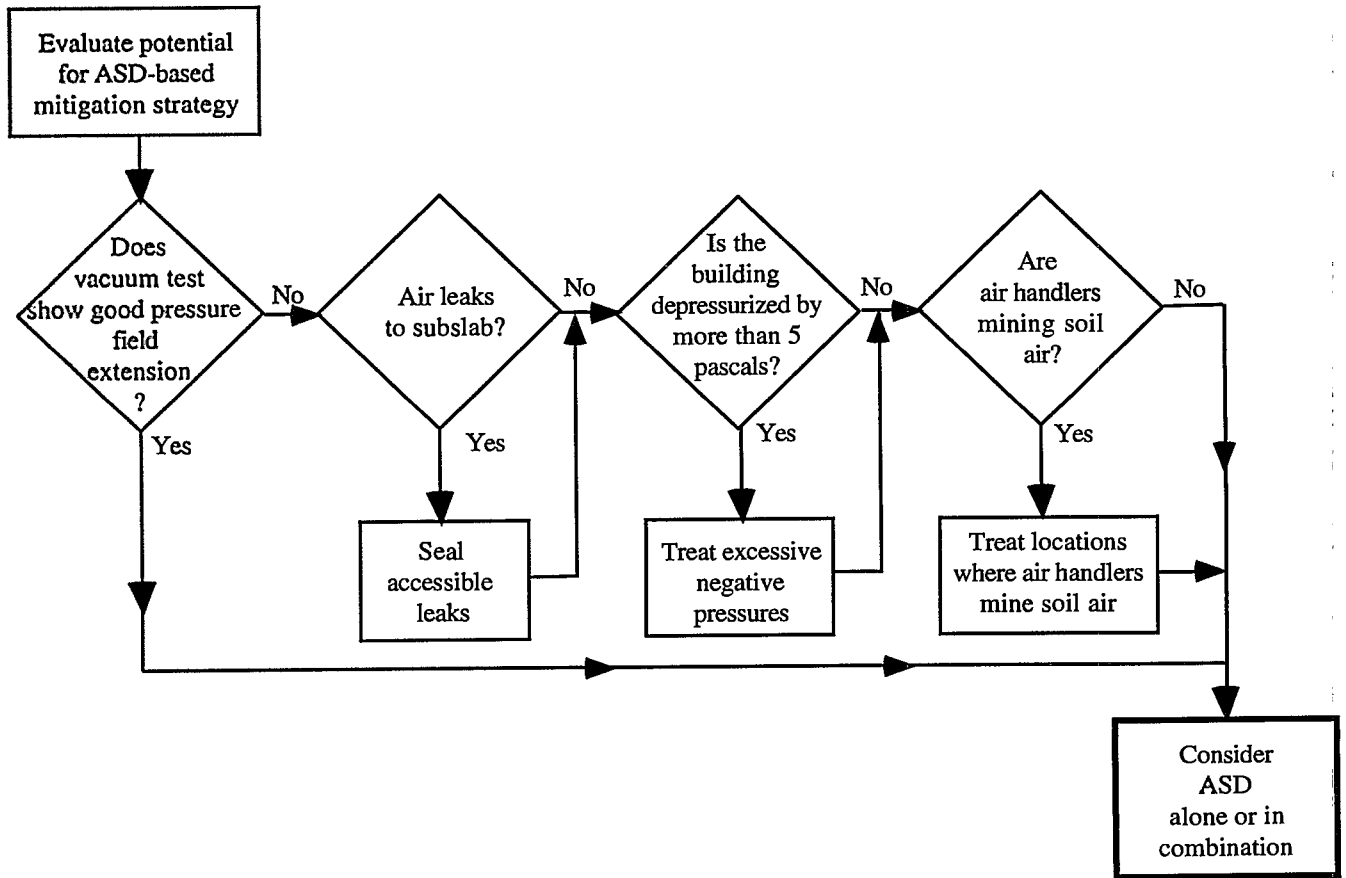 Evaluate potential
for ASD-based
mitigation strategy
Does
vacuum test
show good pressure
field
extension
?
No
Yes
Air leaks
to subslab?
No
Yes
Seal
accessible
leaks
Is the
building
depressurized by
more than 5
pascals?
No
Yes
Treat excessive
negative
pressures
Are
air handlers
mining soil
air?
No
Yes
Treat locations
where air handlers
mine soil air
Consider
ASD
alone or in
combination